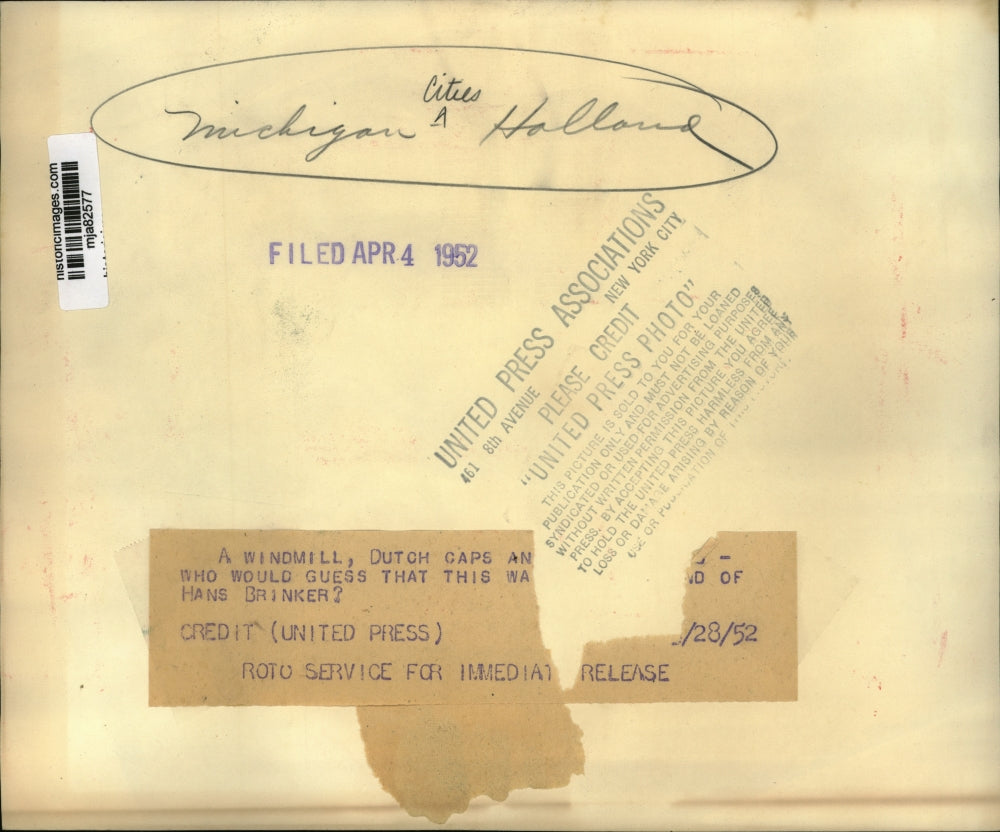 Cities
Michigan ^ Holland
historicimages.com
mja82577
FILED APR 4 1952
UNITED PRESS ASSOCIATIONS
461 8th AVENUE NEW YORK CITY
PLEASE CREDIT
"UNITED PRESS PHOTO"
THIS PICTURE IS SOLD TO YOU FOR YOUR
PUBLICATION ONLY AND MUST NOT BE LOANED
SYNDICATED OR USED FOR ADVERTISING PURPOSES
WITHOUT WRITTEN PERMISSION FROM THE UNITED
PRESS. BY ACCEPTING THIS PICTURE YOU AGREE
TO HOLD THE UNITED PRESS HARMLESS FROM ANY
LOSS OR DAMAGE ARISING BY REASON OF YOUR
USE OR PUBLICATION OF
A WINDMILL, DUTCH CAPS AN
WHO WOULD GUESS THAT THIS WA ND OF
HANS BRINKER?
CREDIT (UNITED PRESS) /28/52
ROTO SERVICE FOR IMMEDIAT RELEASE